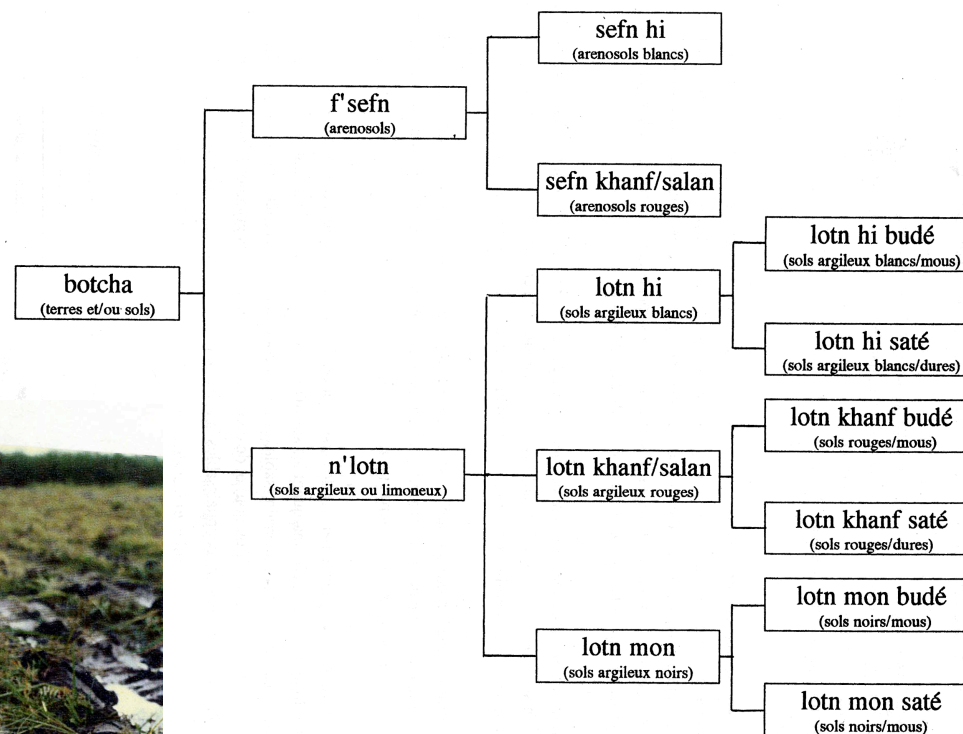 sefn hi
(arenosols blancs)
f'sefn
(arenosols)
sefn khanf/salan
(arenosols rouges)
botcha
(terres et/ou sols)
n'lotn
(sols argileux ou limoneux)
lotn hi
(sols argileux blancs)
lotn hi budé
(sols argileux blancs/mous)
lotn hi saté
(sols argileux blancs/dures)
lotn khanf/salan
(sols argileux rouges)
lotn khanf budé
(sols rouges/mous)
lotn khanf saté
(sols rouges/dures)
lotn mon
(sols argileux noirs)
lotn mon budé
(sols noirs/mous)
lotn mon saté
(sols noirs/mous)